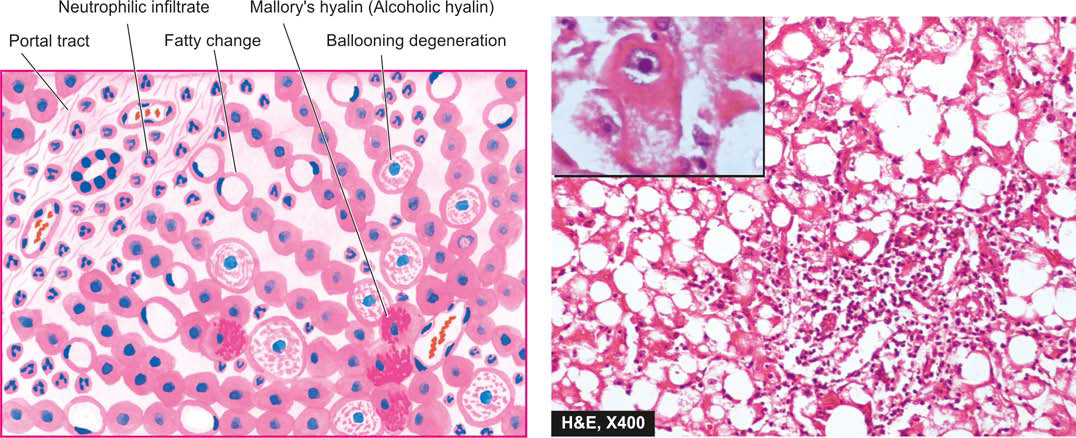 Neutrophilic infiltrate
Mallory's hyalin (Alcoholic hyalin)
Portal tract
Fatty change
Ballooning degeneration
H&E, X400